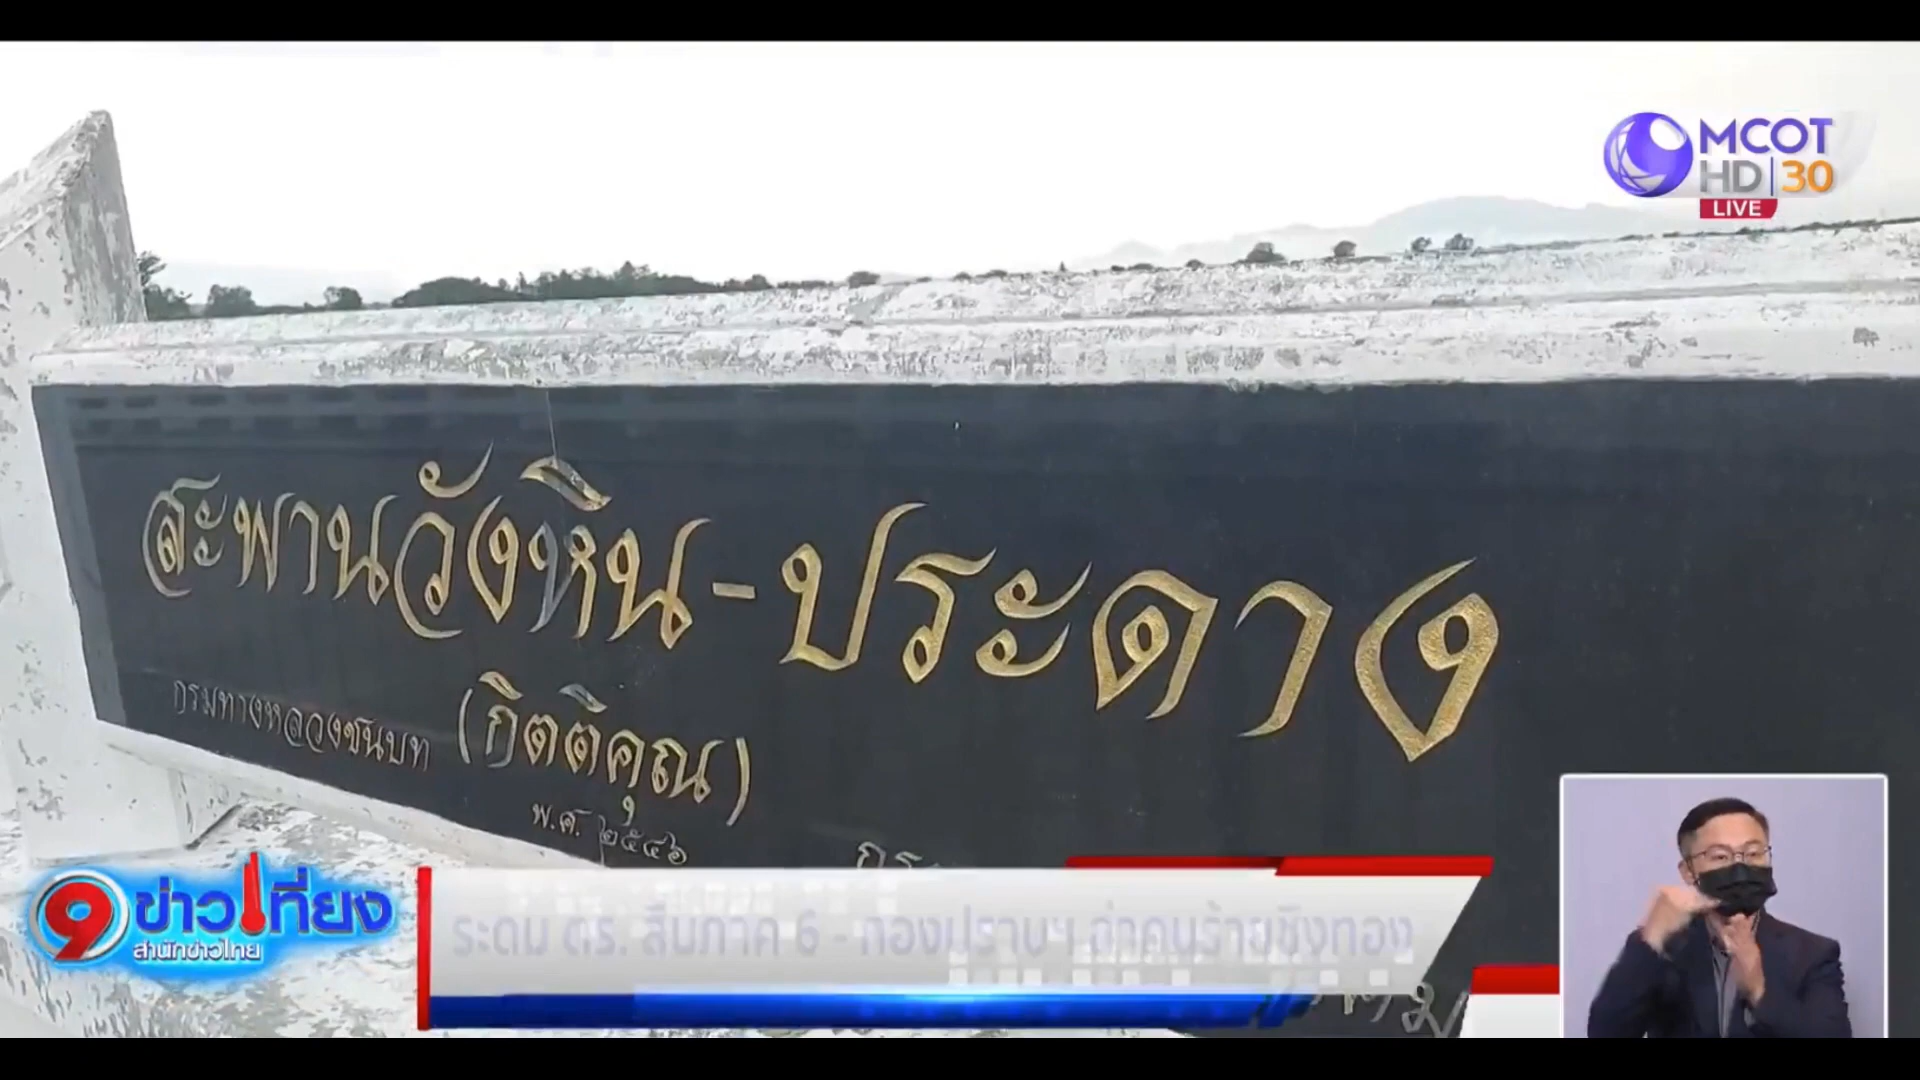 MCOT
HD 30
LIVE
สะพานวังหิน-ประดาง
(กิตติคุณ)
กรมทางหลวงชนบท
พ.ศ. ๒๕๔๖
9 ข่าวเที่ยง
สำนักข่าวไทย
ระดม ตร. สืบภาค 6 - กองปราบฯ ล่าคนร้ายชิงทอง